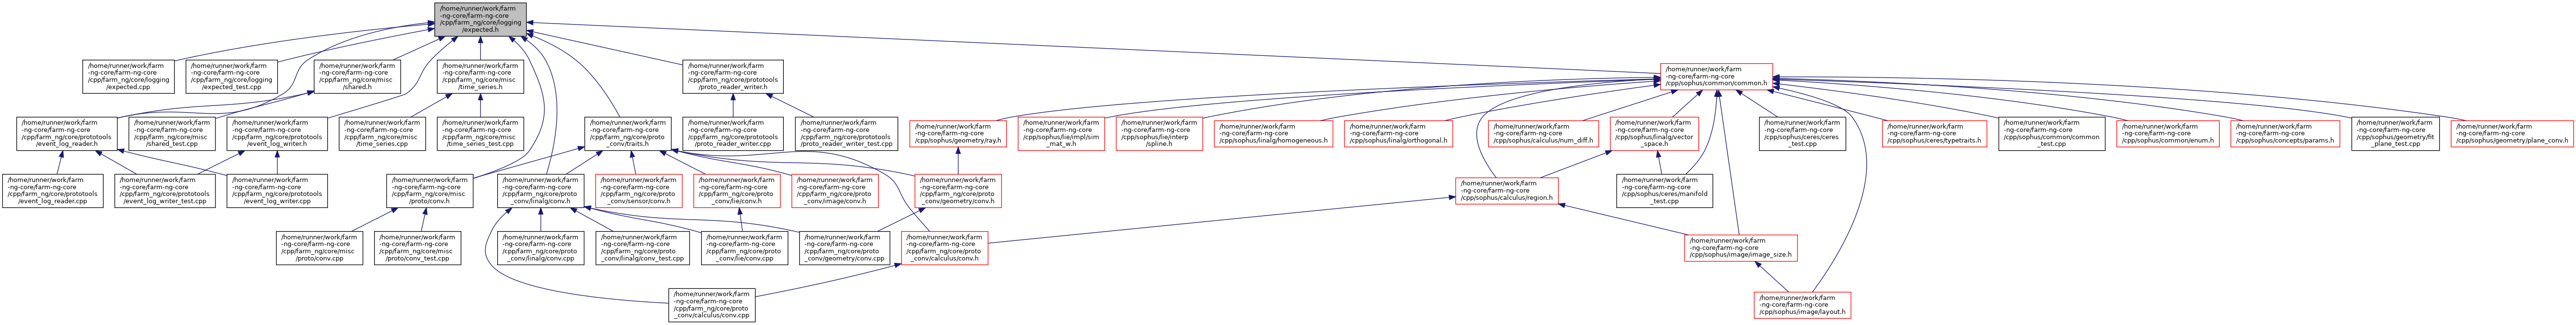 /home/runner/work/farm
-ng-core/farm-ng-core
/cpp/farm_ng/core/logging
/expected.h
/home/runner/work/farm
-ng-core/farm-ng-core
/cpp/farm_ng/core/logging
/expected.cpp
/home/runner/work/farm
-ng-core/farm-ng-core
/cpp/farm_ng/core/logging
/expected_test.cpp
/home/runner/work/farm
-ng-core/farm-ng-core
/cpp/farm_ng/core/misc
/shared.h
/home/runner/work/farm
-ng-core/farm-ng-core
/cpp/farm_ng/core/misc
/time_series.h
/home/runner/work/farm
-ng-core/farm-ng-core
/cpp/farm_ng/core/prototools
/proto_reader_writer.h
/home/runner/work/farm
-ng-core/farm-ng-core
/cpp/sophus/common/common.h
/home/runner/work/farm
-ng-core/farm-ng-core
/cpp/farm_ng/core/prototools
/event_log_reader.h
/home/runner/work/farm
-ng-core/farm-ng-core
/cpp/farm_ng/core/misc
/shared_test.cpp
/home/runner/work/farm
-ng-core/farm-ng-core
/cpp/farm_ng/core/prototools
/event_log_writer.h
/home/runner/work/farm
-ng-core/farm-ng-core
/cpp/farm_ng/core/misc
/time_series.cpp
/home/runner/work/farm
-ng-core/farm-ng-core
/cpp/farm_ng/core/misc
/time_series_test.cpp
/home/runner/work/farm
-ng-core/farm-ng-core
/cpp/farm_ng/core/proto
_conv/traits.h
/home/runner/work/farm
-ng-core/farm-ng-core
/cpp/farm_ng/core/prototools
/proto_reader_writer.cpp
/home/runner/work/farm
-ng-core/farm-ng-core
/cpp/farm_ng/core/prototools
/proto_reader_writer_test.cpp
/home/runner/work/farm
-ng-core/farm-ng-core
/cpp/sophus/geometry/ray.h
/home/runner/work/farm
-ng-core/farm-ng-core
/cpp/sophus/lie/impl/sim
_mat_w.h
/home/runner/work/farm
-ng-core/farm-ng-core
/cpp/sophus/lie/interp
/spline.h
/home/runner/work/farm
-ng-core/farm-ng-core
/cpp/sophus/linalg/homogeneous.h
/home/runner/work/farm
-ng-core/farm-ng-core
/cpp/sophus/linalg/orthogonal.h
/home/runner/work/farm
-ng-core/farm-ng-core
/cpp/sophus/calculus/num_diff.h
/home/runner/work/farm
-ng-core/farm-ng-core
/cpp/sophus/linalg/vector
_space.h
/home/runner/work/farm
-ng-core/farm-ng-core
/cpp/sophus/ceres/ceres
_test.cpp
/home/runner/work/farm
-ng-core/farm-ng-core
/cpp/sophus/ceres/typetraits.h
/home/runner/work/farm
-ng-core/farm-ng-core
/cpp/sophus/common/common
_test.cpp
/home/runner/work/farm
-ng-core/farm-ng-core
/cpp/sophus/common/enum.h
/home/runner/work/farm
-ng-core/farm-ng-core
/cpp/sophus/concepts/params.h
/home/runner/work/farm
-ng-core/farm-ng-core
/cpp/sophus/geometry/fit
_plane_test.cpp
/home/runner/work/farm
-ng-core/farm-ng-core
/cpp/sophus/geometry/plane_conv.h
/home/runner/work/farm
-ng-core/farm-ng-core
/cpp/farm_ng/core/prototools
/event_log_reader.cpp
/home/runner/work/farm
-ng-core/farm-ng-core
/cpp/farm_ng/core/prototools
/event_log_writer_test.cpp
/home/runner/work/farm
-ng-core/farm-ng-core
/cpp/farm_ng/core/prototools
/event_log_writer.cpp
/home/runner/work/farm
-ng-core/farm-ng-core
/cpp/farm_ng/core/misc
/proto/conv.h
/home/runner/work/farm
-ng-core/farm-ng-core
/cpp/farm_ng/core/proto
_conv/linalg/conv.h
/home/runner/work/farm
-ng-core/farm-ng-core
/cpp/farm_ng/core/proto
_conv/sensor/conv.h
/home/runner/work/farm
-ng-core/farm-ng-core
/cpp/farm_ng/core/proto
_conv/lie/conv.h
/home/runner/work/farm
-ng-core/farm-ng-core
/cpp/farm_ng/core/proto
_conv/image/conv.h
/home/runner/work/farm
-ng-core/farm-ng-core
/cpp/farm_ng/core/proto
_conv/geometry/conv.h
/home/runner/work/farm
-ng-core/farm-ng-core
/cpp/sophus/calculus/region.h
/home/runner/work/farm
-ng-core/farm-ng-core
/cpp/sophus/ceres/manifold
_test.cpp
/home/runner/work/farm
-ng-core/farm-ng-core
/cpp/farm_ng/core/misc
/proto/conv.cpp
/home/runner/work/farm
-ng-core/farm-ng-core
/cpp/farm_ng/core/misc
/proto/conv_test.cpp
/home/runner/work/farm
-ng-core/farm-ng-core
/cpp/farm_ng/core/proto
_conv/linalg/conv.cpp
/home/runner/work/farm
-ng-core/farm-ng-core
/cpp/farm_ng/core/proto
_conv/linalg/conv_test.cpp
/home/runner/work/farm
-ng-core/farm-ng-core
/cpp/farm_ng/core/proto
_conv/lie/conv.cpp
/home/runner/work/farm
-ng-core/farm-ng-core
/cpp/farm_ng/core/proto
_conv/geometry/conv.cpp
/home/runner/work/farm
-ng-core/farm-ng-core
/cpp/farm_ng/core/proto
_conv/calculus/conv.h
/home/runner/work/farm
-ng-core/farm-ng-core
/cpp/sophus/image/image_size.h
/home/runner/work/farm
-ng-core/farm-ng-core
/cpp/farm_ng/core/proto
_conv/calculus/conv.cpp
/home/runner/work/farm
-ng-core/farm-ng-core
/cpp/sophus/image/layout.h